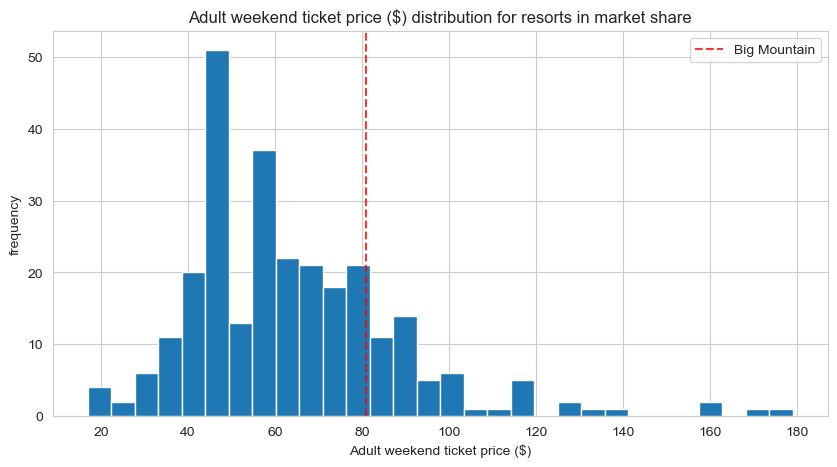 Adult weekend ticket price ($) distribution for resorts in market share
Big Mountain
50
40
30
20
10
0
frequency
20 40 60 80 100 120 140 160 180
Adult weekend ticket price ($)